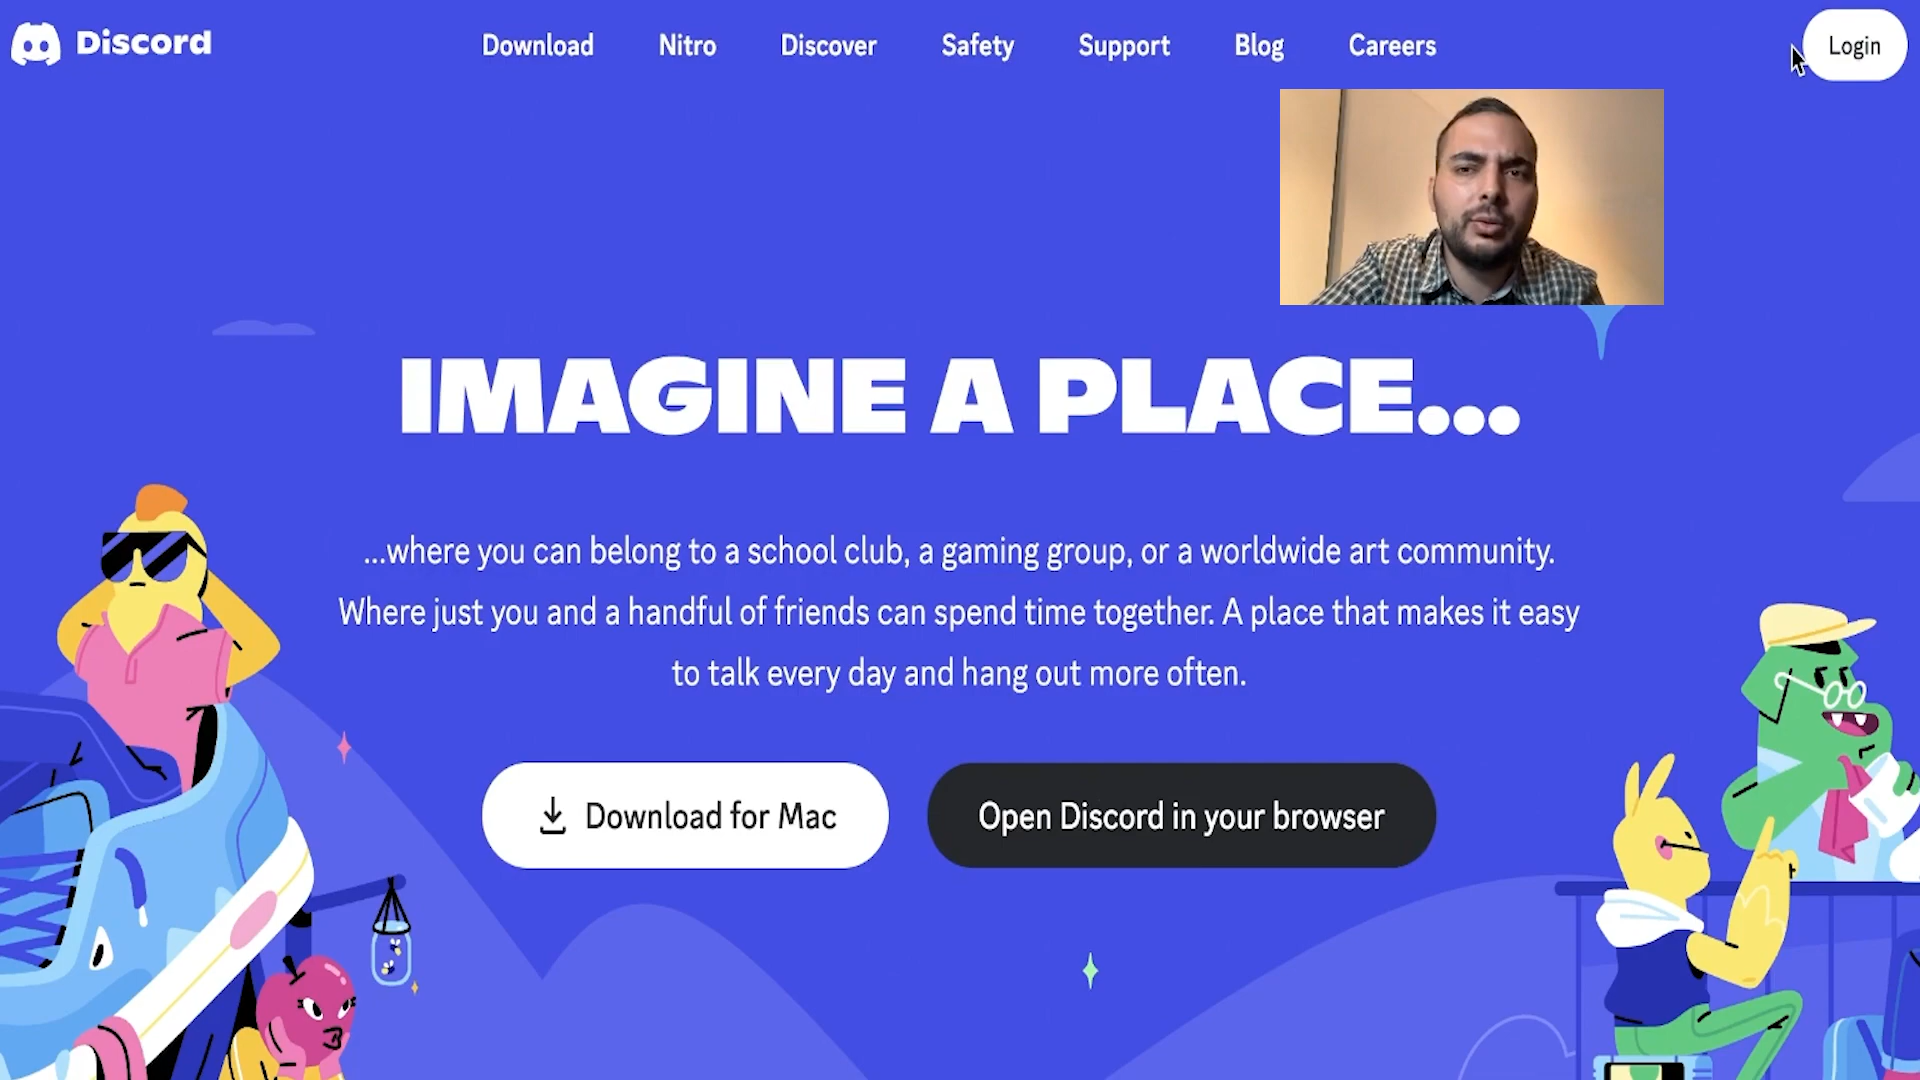 Discord
Download
Nitro
Discover
Safety
Support
Blog
Careers
Login
IMAGINE A PLACE...
...where you can belong to a school club, a gaming group, or a worldwide art community.
Where just you and a handful of friends can spend time together. A place that makes it easy
to talk every day and hang out more often.
Download for Mac
Open Discord in your browser